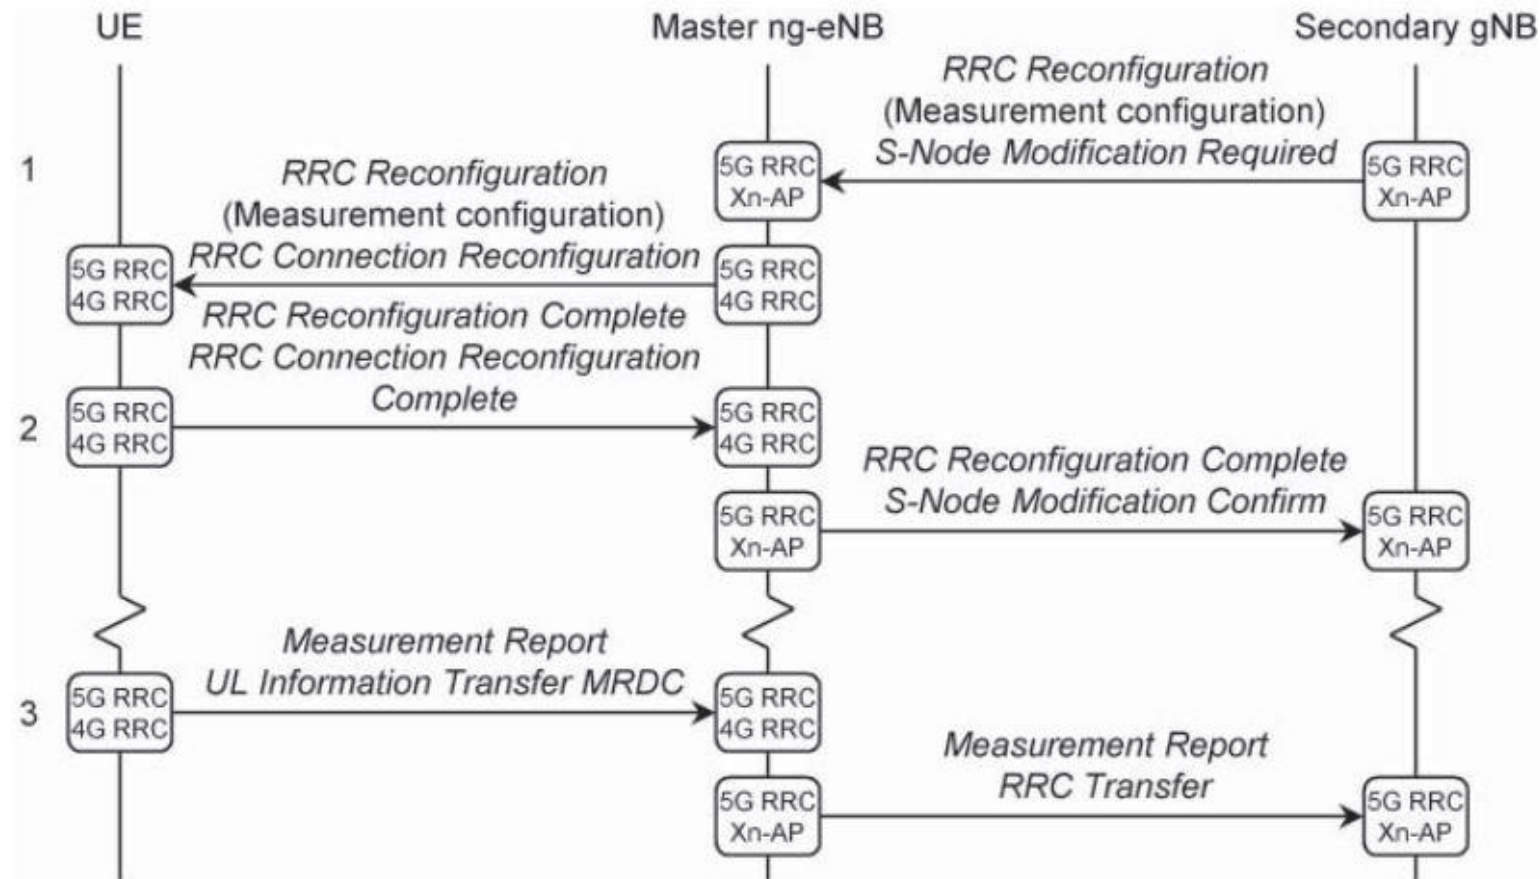 UE
Master ng-eNB
Secondary gNB
RRC Reconfiguration
(Measurement configuration)
S-Node Modification Required
1
5G RRC
Xn-AP
5G RRC
Xn-AP
RRC Reconfiguration
(Measurement configuration)
RRC Connection Reconfiguration
5G RRC
4G RRC
5G RRC
4G RRC
RRC Reconfiguration Complete
RRC Connection Reconfiguration
Complete
2
5G RRC
4G RRC
5G RRC
4G RRC
RRC Reconfiguration Complete
S-Node Modification Confirm
5G RRC
Xn-AP
5G RRC
Xn-AP
Measurement Report
UL Information Transfer MRDC
3
5G RRC
4G RRC
5G RRC
4G RRC
Measurement Report
RRC Transfer
5G RRC
Xn-AP
5G RRC
Xn-AP